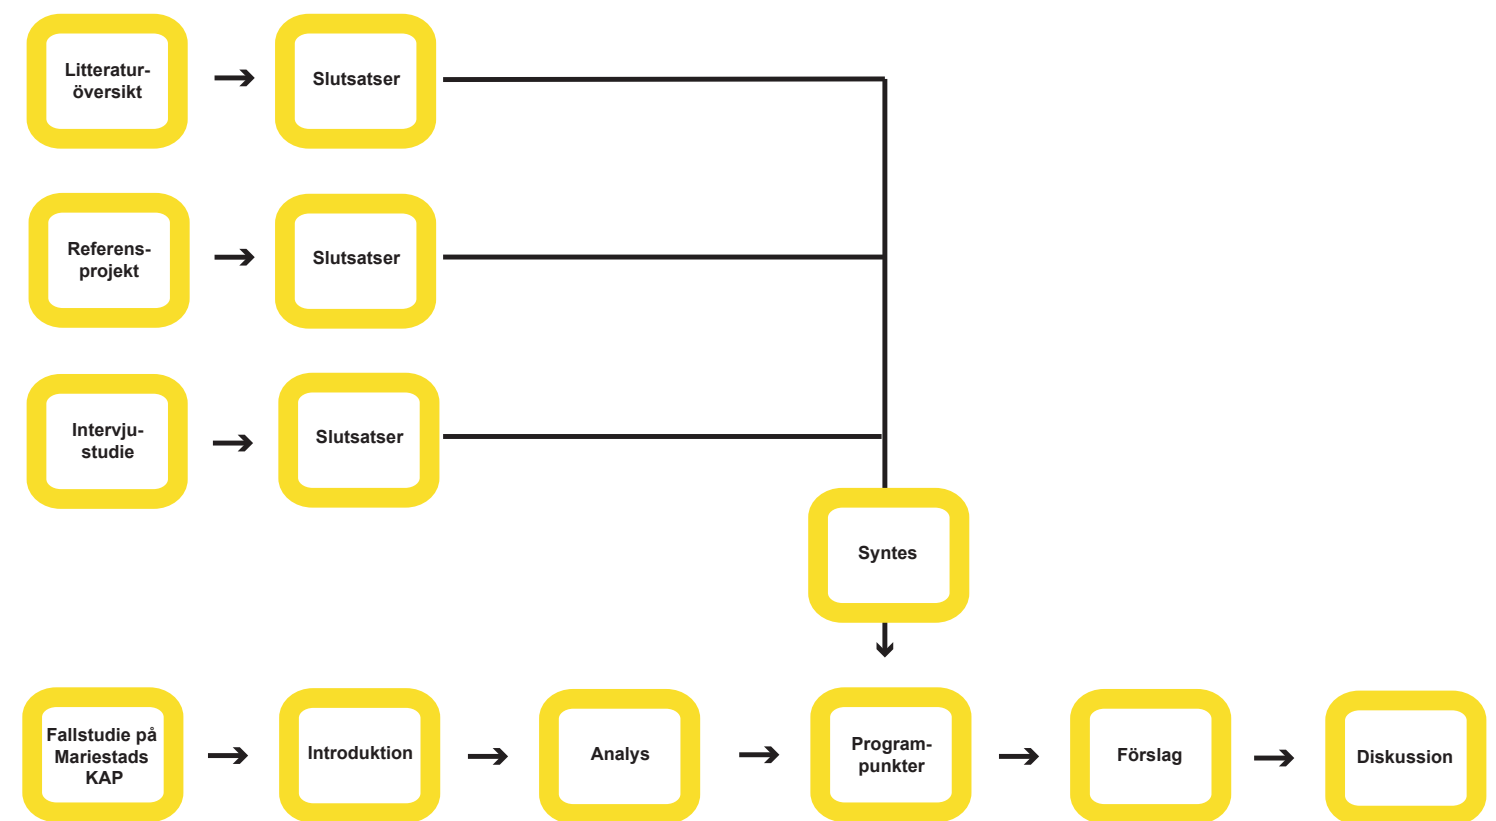 Litteratur-
översikt
Slutsatser
Referens-
projekt
Slutsatser
Intervju-
studie
Slutsatser
Syntes
Fallstudie på
Mariestads
KAP
Introduktion
Analys
Program-
punkter
Förslag
Diskussion